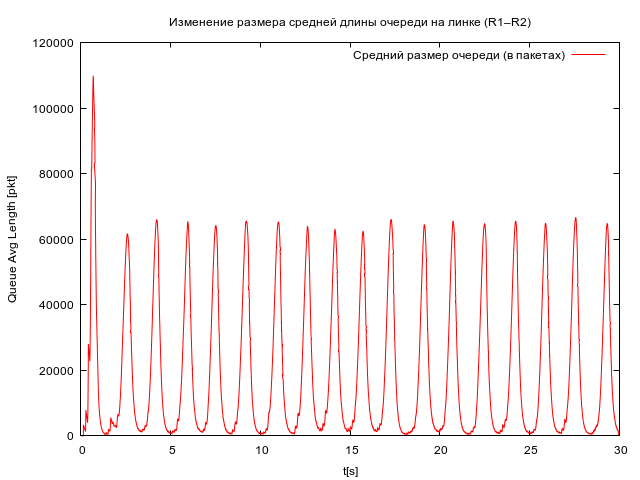 Изменение размера средней длины очереди на линке (R1–R2)
Средний размер очереди (в пакетах)
Queue Avg Length [pkt]
120000
100000
80000
60000
40000
20000
0
0 5 10 15 20 25 30
t[s]